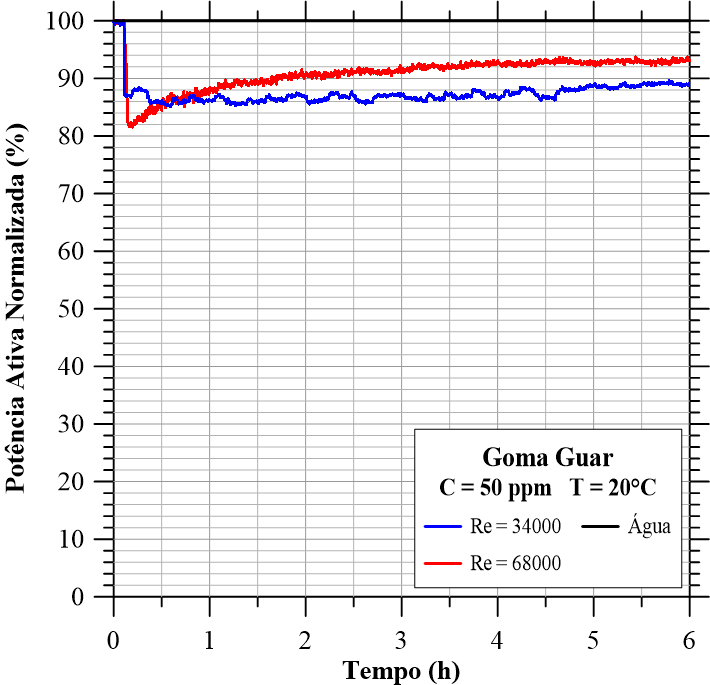 Potência Ativa Normalizada (%)
100
90
80
70
60
50
40
30
20
10
0
Goma Guar
C = 50 ppm T = 20°C
Re = 34000 Água
Re = 68000
0 1 2 3 4 5 6
Tempo (h)